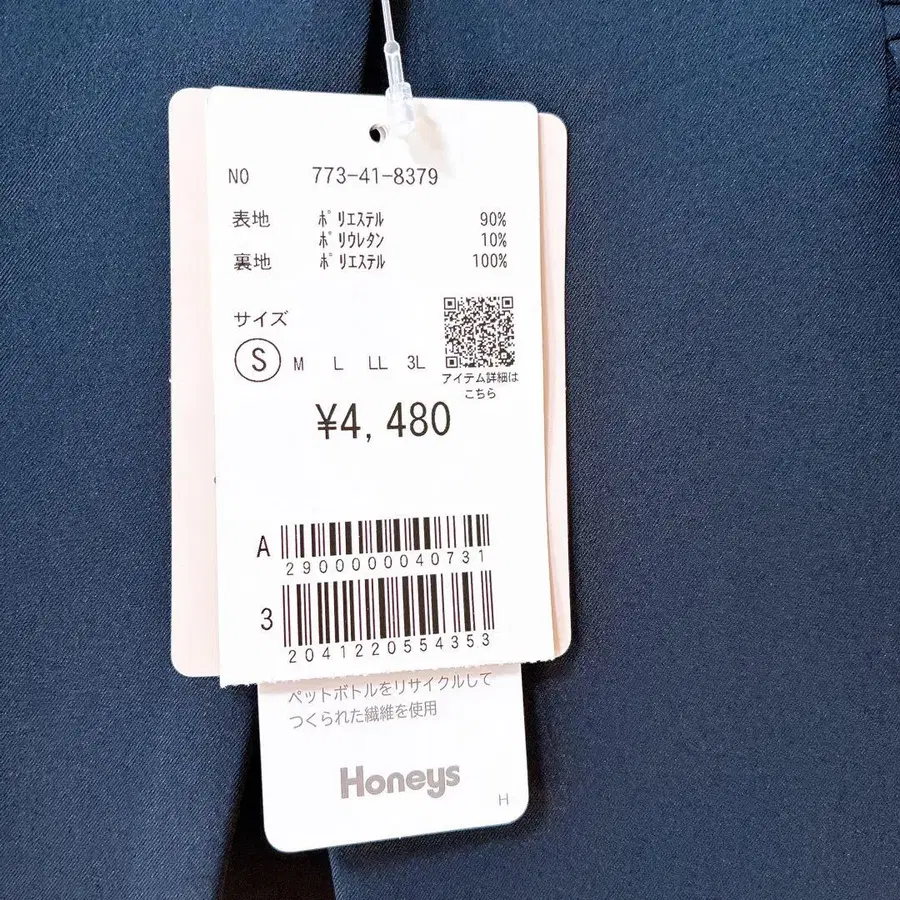 NO 773-41-8379
表地 ﾎﾟﾘｴｽﾃﾙ 90%
ﾎﾟﾘｳﾚﾀﾝ 10%
裏地 ﾎﾟﾘｴｽﾃﾙ 100%
サイズ
S M L LL 3L
アイテム詳細は
こちら
¥4,480
A
2900000040731
3
2041220554353
ペットボトルをリサイクルして
つくられた繊維を使用
Honeys
H